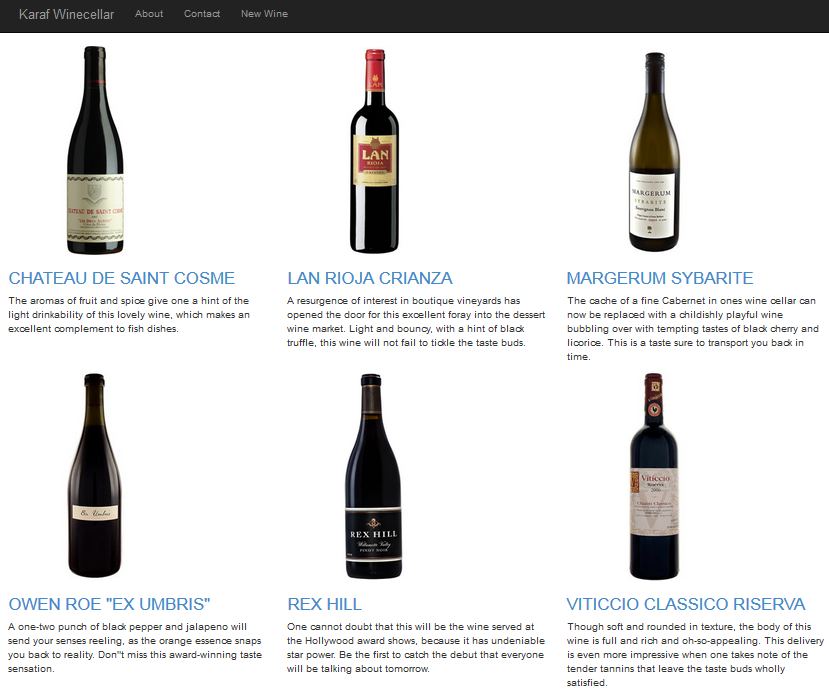 Karaf Winecellar About Contact New Wine
CHATEAU DE SAINT COSME
LAN
RIOJA
MARGERUM
SYBARITE
Sauvignon Blanc
CHATEAU DE SAINT COSME
The aromas of fruit and spice give one a hint of the
light drinkability of this lovely wine, which makes an
excellent complement to fish dishes.
LAN RIOJA CRIANZA
A resurgence of interest in boutique vineyards has
opened the door for this excellent foray into the dessert
wine market. Light and bouncy, with a hint of black
truffle, this wine will not fail to tickle the taste buds.
MARGERUM SYBARITE
The cache of a fine Cabernet in ones wine cellar can
now be replaced with a childishly playful wine
bubbling over with tempting tastes of black cherry and
licorice. This is a taste sure to transport you back in
time.
Ex Umbris
REX HILL
Willamette Valley
PINOT NOIR
Viticcio
Riserva
2006
Chianti Classico
OWEN ROE "EX UMBRIS"
A one-two punch of black pepper and jalapeno will
send your senses reeling, as the orange essence snaps
you back to reality. Don"t miss this award-winning taste
sensation.
REX HILL
One cannot doubt that this will be the wine served at
the Hollywood award shows, because it has undeniable
star power. Be the first to catch the debut that everyone
will be talking about tomorrow.
VITICCIO CLASSICO RISERVA
Though soft and rounded in texture, the body of this
wine is full and rich and oh-so-appealing. This delivery
is even more impressive when one takes note of the
tender tannins that leave the taste buds wholly
satisfied.